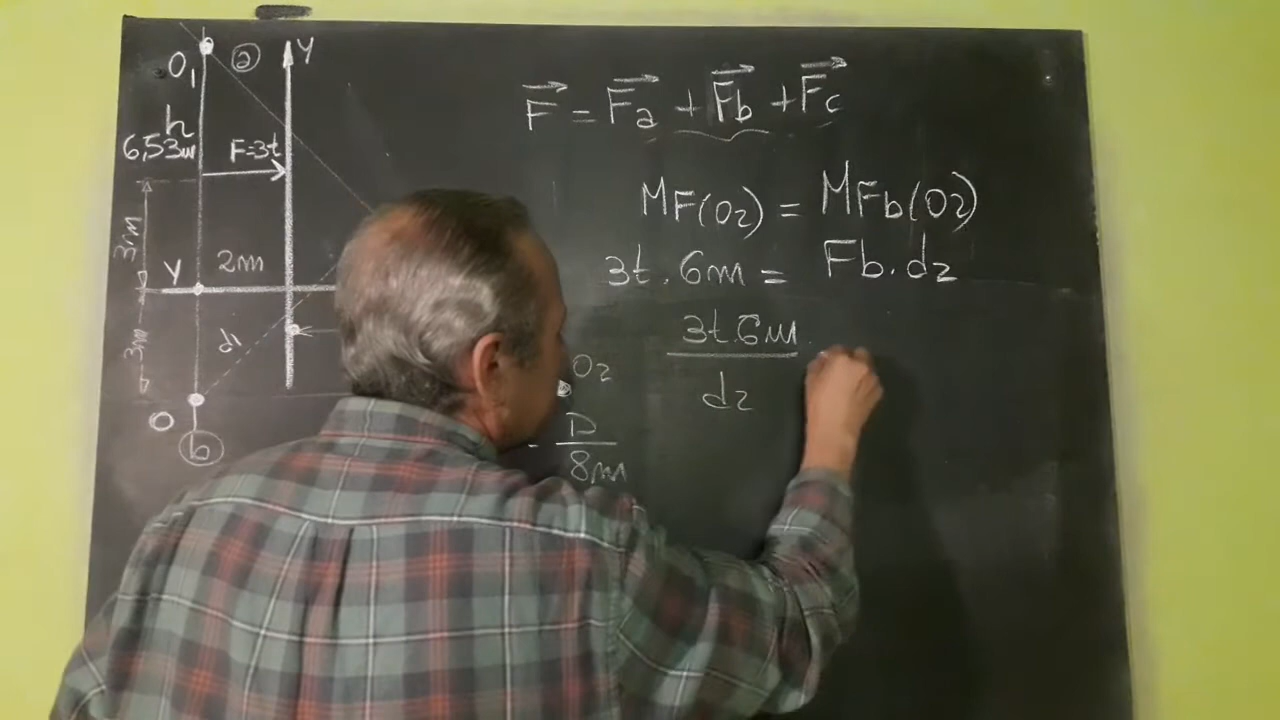 O1 a Y
h
6,53m
F=3t
3m
Y 2m
3m
d1
O
b
O2
D
8m
F = Fa + Fb + Fc
MF(O2) = MFb(O2)
3t . 6m = Fb . d2
3t . 6m
d2